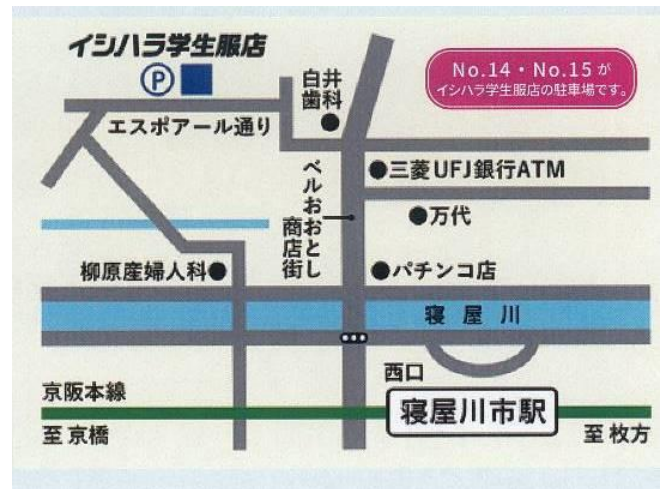 イシハラ学生服店
P
No.14・No.15が
イシハラ学生服店の駐車場です。
白井
歯科
エスポアール通り
三菱UFJ銀行ATM
ベルおおとし
商店街
万代
柳原産婦人科
パチンコ店
寝屋川
西口
京阪本線
寝屋川市駅
至 京橋
至 枚方